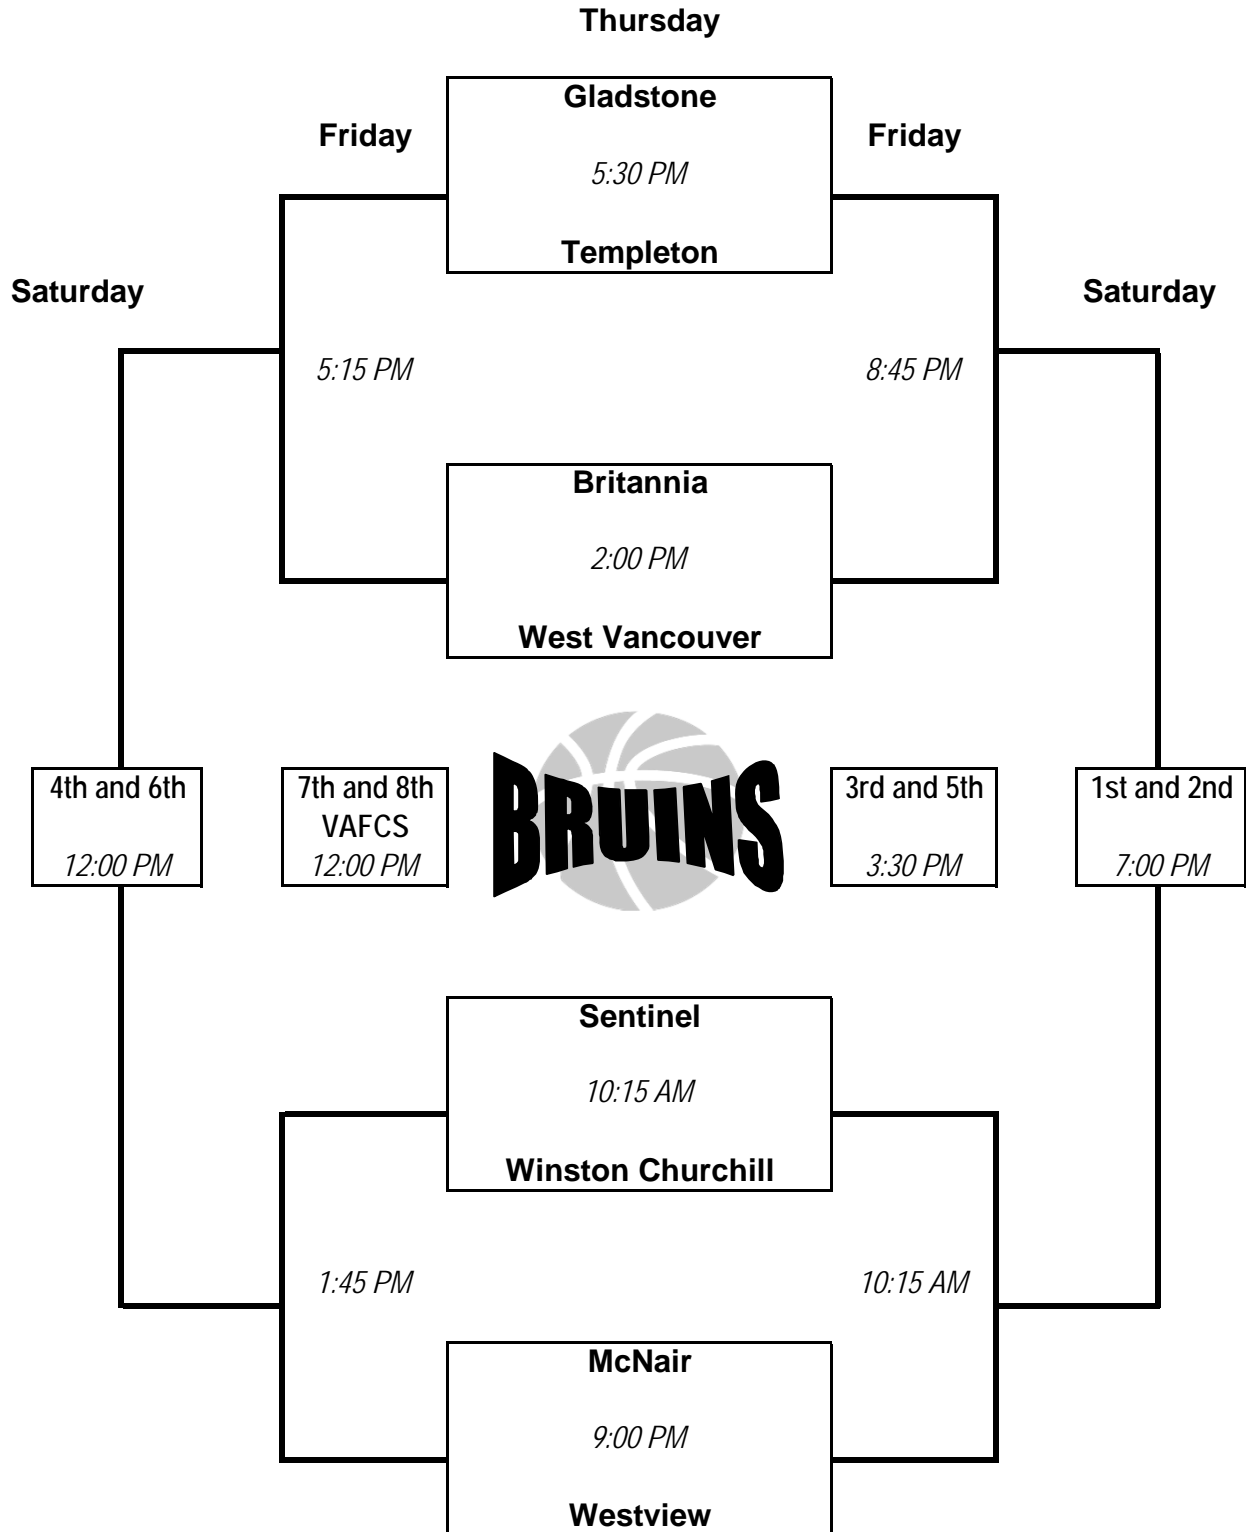 Thursday
Gladstone
Friday
Friday
5:30 PM
Templeton
Saturday
Saturday
5:15 PM
8:45 PM
Britannia
2:00 PM
West Vancouver
4th and 6th
12:00 PM
7th and 8th
VAFCS
12:00 PM
BRUINS
3rd and 5th
3:30 PM
1st and 2nd
7:00 PM
Sentinel
10:15 AM
Winston Churchill
1:45 PM
10:15 AM
McNair
9:00 PM
Westview